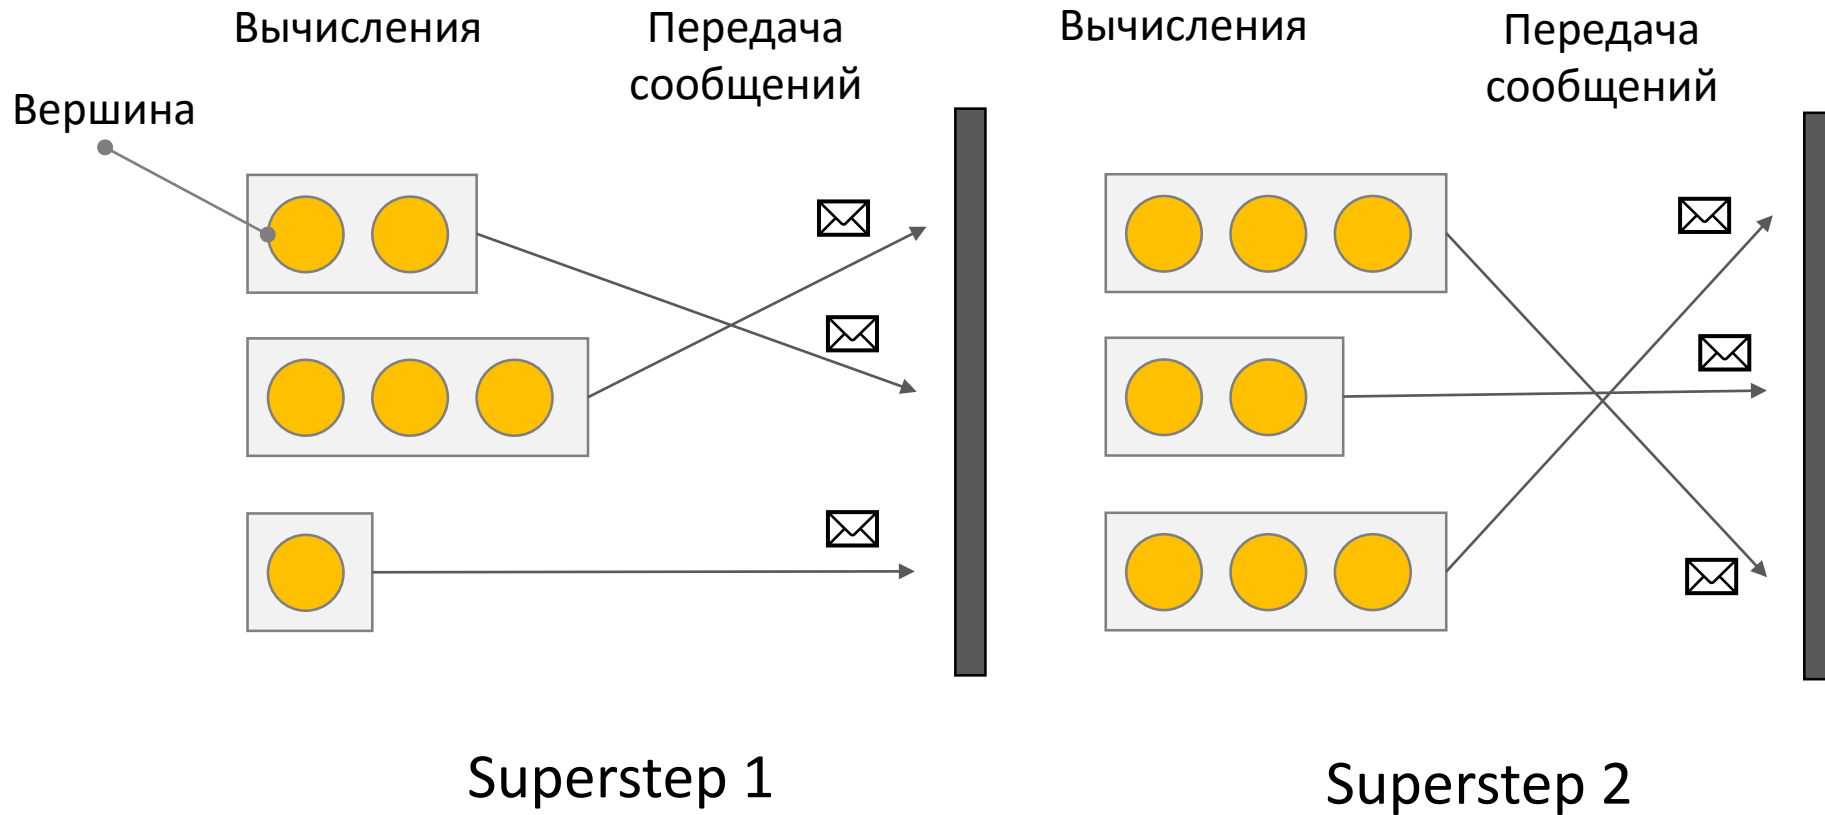 Вычисления
Передача
сообщений
Вычисления
Передача
сообщений
Вершина
Superstep 1
Superstep 2